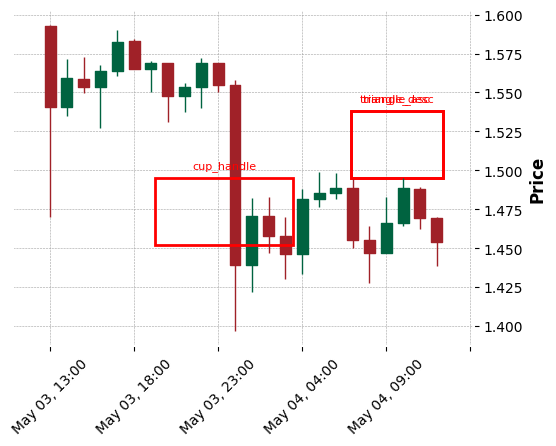 1.600
1.575
1.550
1.525
1.500
1.475
1.450
1.425
1.400
Price
cup_handle
May 03, 13:00
May 03, 18:00
May 03, 23:00
May 04, 04:00
May 04, 09:00